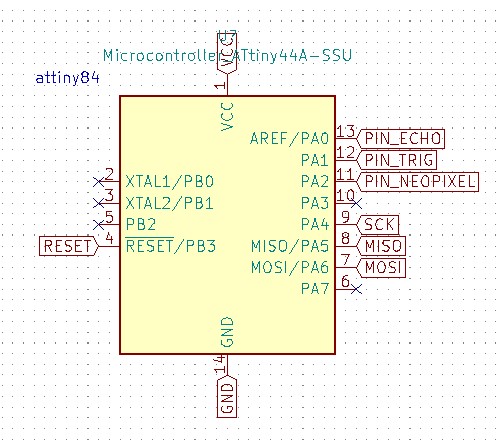 U?
Microcontroller_ATtiny44A-SSU
attiny84
VCC
1
VCC
AREF/PA0 13 PIN_ECHO
PA1 12 PIN_TRIG
2 XTAL1/PB0 PA2 11 PIN_NEOPIXEL
3 XTAL2/PB1 PA3 10
5 PB2 PA4 9 SCK
RESET 4 RESET/PB3 MISO/PA5 8 MISO
MOSI/PA6 7 MOSI
PA7 6
GND
14
GND